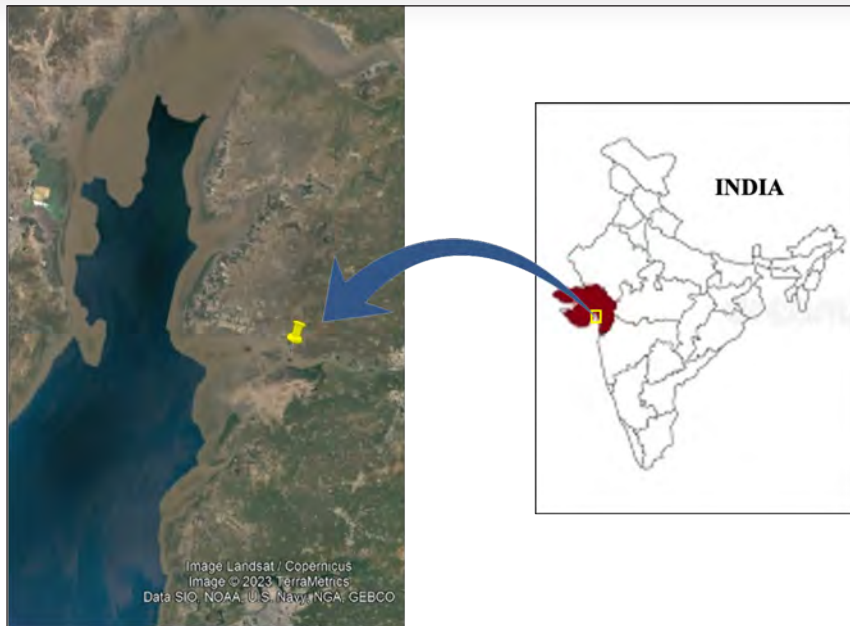 INDIA
Image Landsat / Copernicus
Image © 2023 TerraMetrics
Data SIO, NOAA, U.S. Navy, NGA, GEBCO